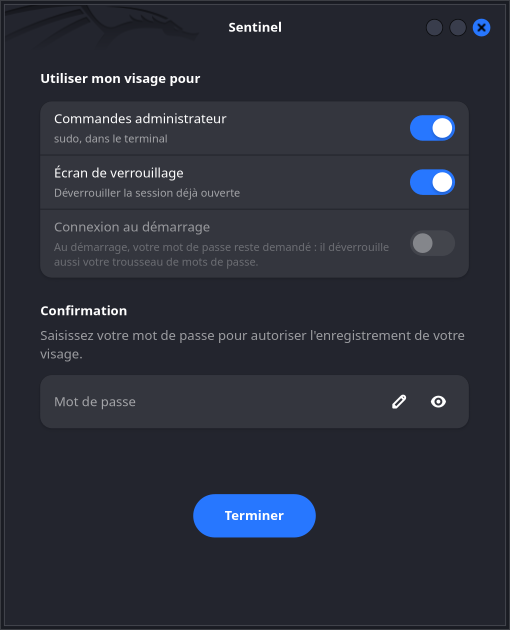 Sentinel
Utiliser mon visage pour
Commandes administrateur
sudo, dans le terminal
Écran de verrouillage
Déverrouiller la session déjà ouverte
Connexion au démarrage
Au démarrage, votre mot de passe reste demandé : il déverrouille
aussi votre trousseau de mots de passe.
Confirmation
Saisissez votre mot de passe pour autoriser l'enregistrement de votre
visage.
Mot de passe
Terminer